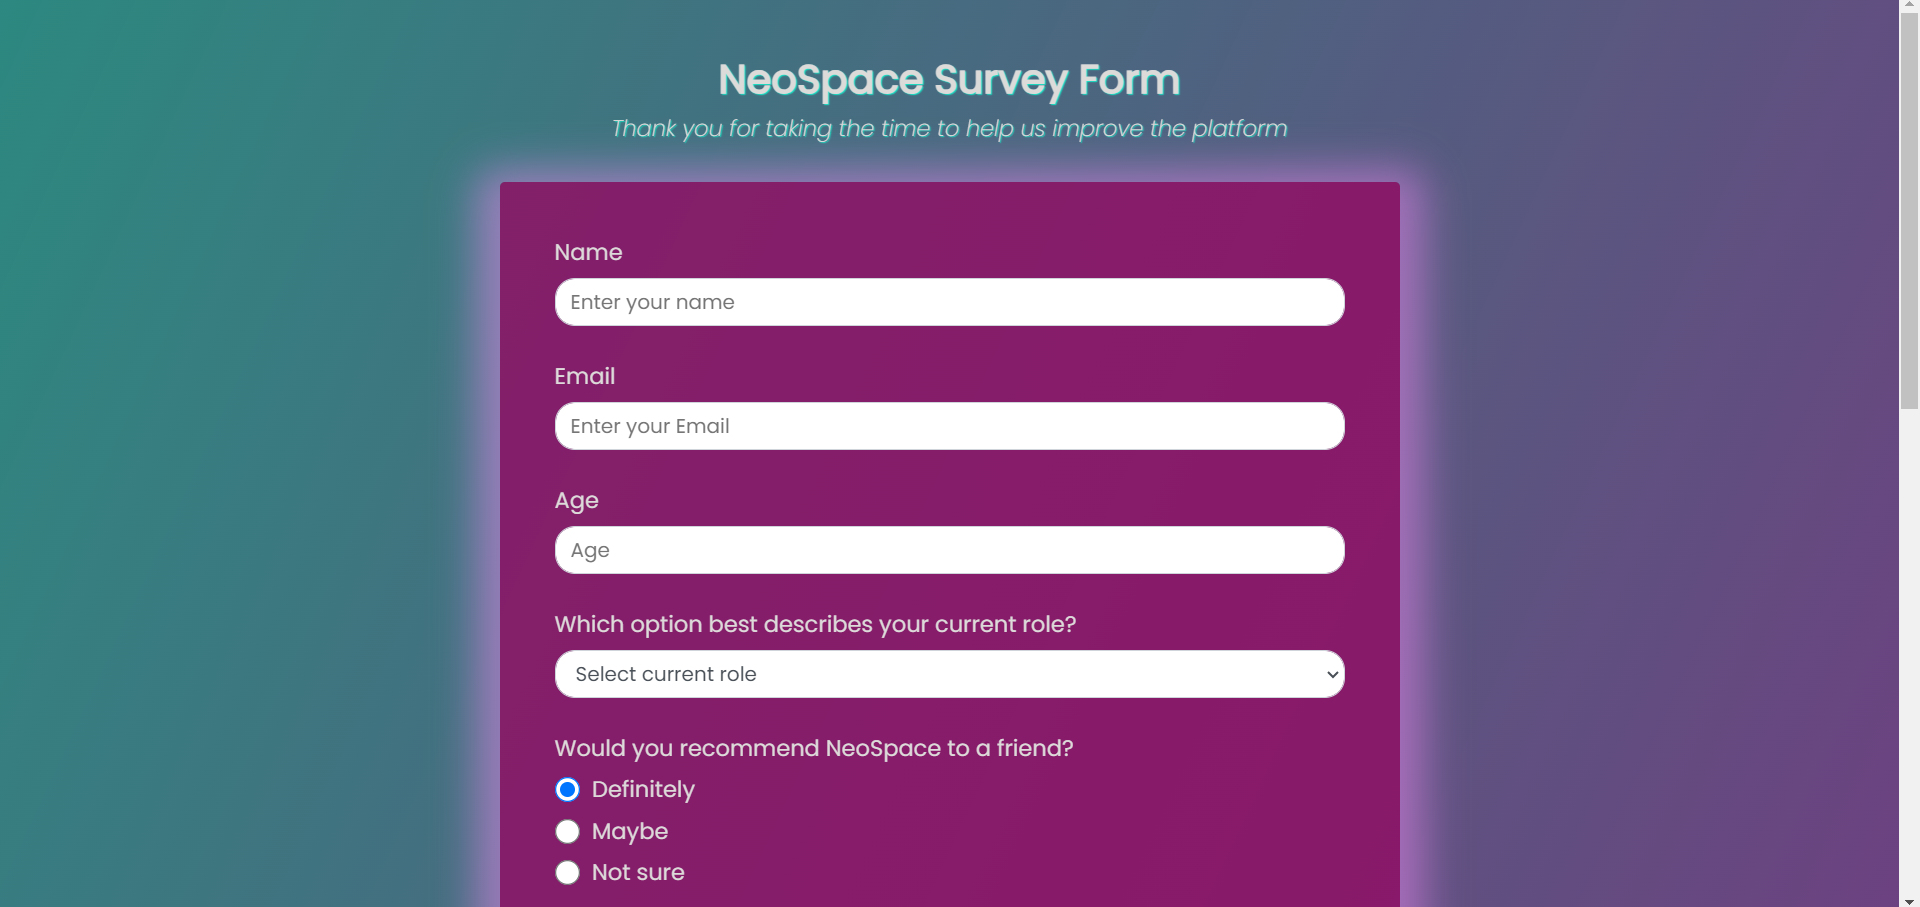 NeoSpace Survey Form
Thank you for taking the time to help us improve the platform
Name
Enter your name
Email
Enter your Email
Age
Age
Which option best describes your current role?
Select current role
Would you recommend NeoSpace to a friend?
Definitely
Maybe
Not sure